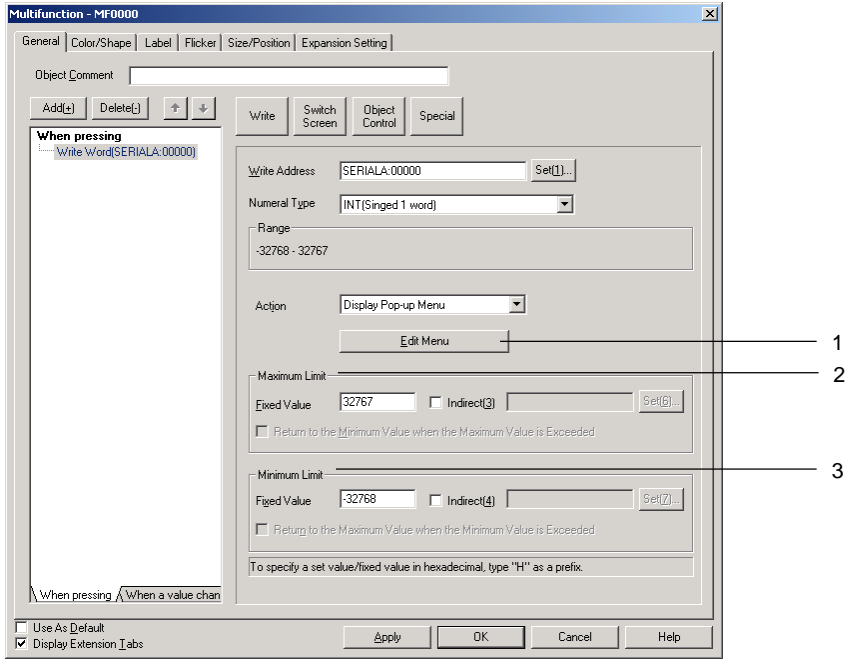 Multifunction - MF0000
General Color/Shape Label Flicker Size/Position Expansion Setting
Object Comment
Add(+) Delete(-) Write Switch Screen Object Control Special
When pressing
Write Word(SERIALA:00000)
Write Address SERIALA:00000 Set(1)...
Numeral Type INT(Singed 1 word)
Range
-32768 - 32767
Action Display Pop-up Menu
Edit Menu 1
Maximum Limit 2
Fixed Value 32767 Indirect(3) Set(6)...
Return to the Minimum Value when the Maximum Value is Exceeded
Minimum Limit 3
Fixed Value -32768 Indirect(4) Set(7)...
Return to the Maximum Value when the Minimum Value is Exceeded
To specify a set value/fixed value in hexadecimal, type "H" as a prefix.
When pressing When a value chan
Use As Default
Display Extension Tabs
Apply OK Cancel Help